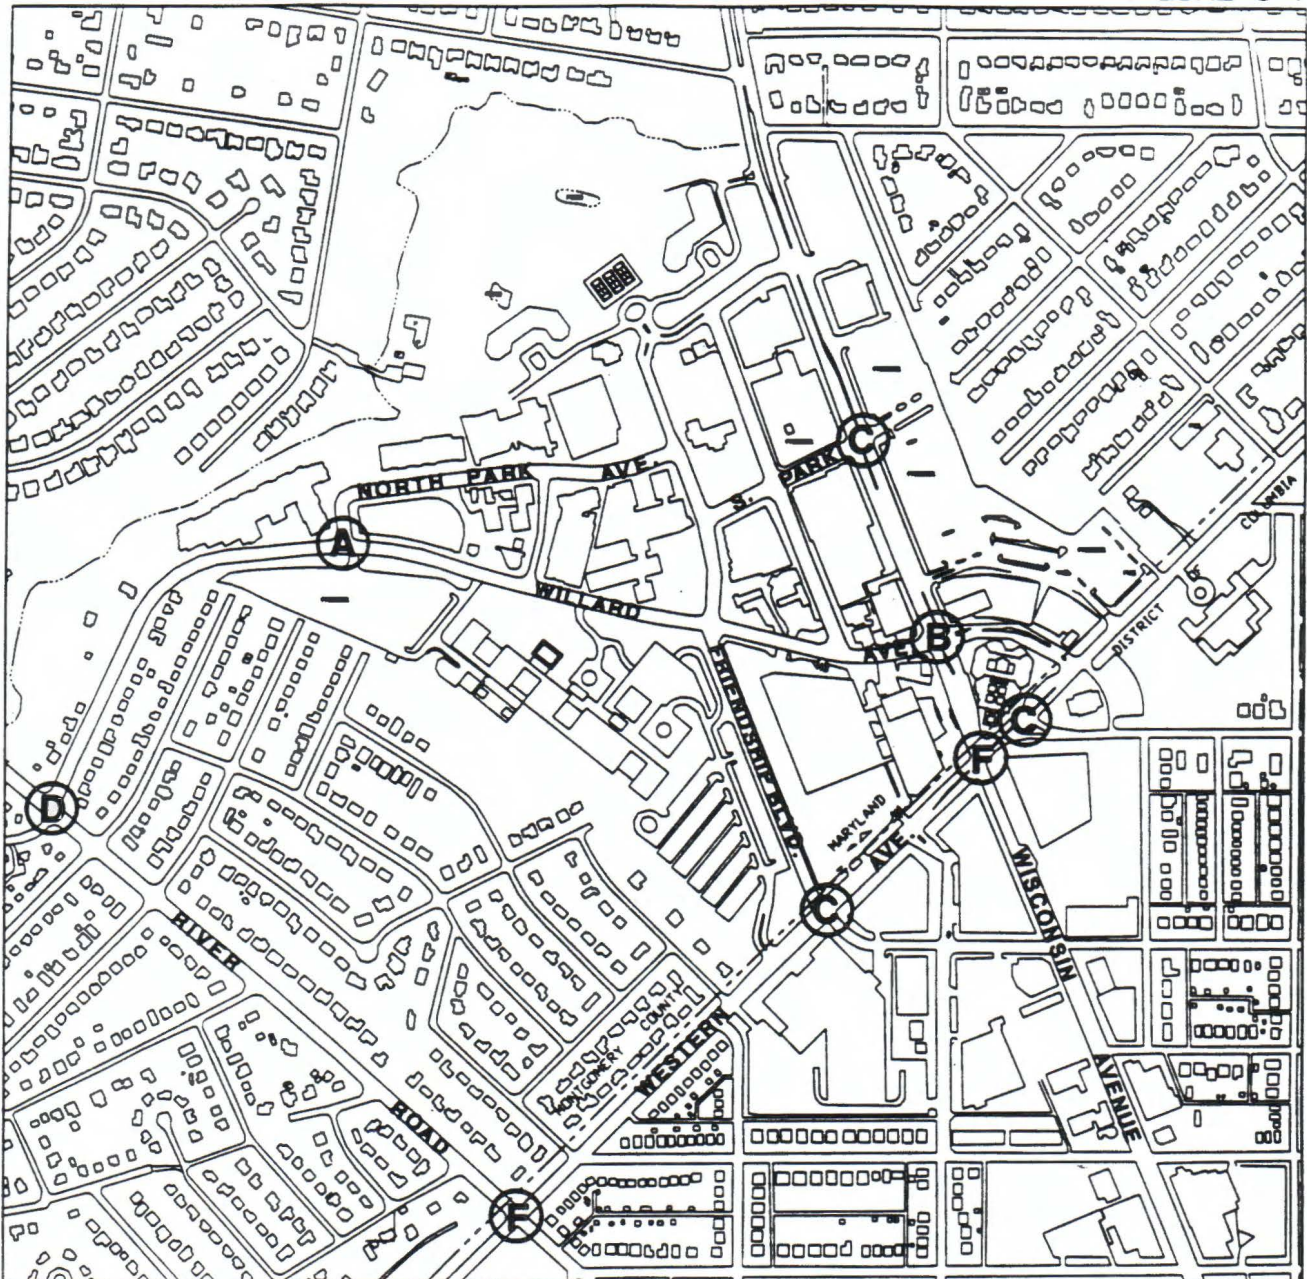 C
NORTH PARK AVE.
S. PARK
A
COLUMBIA
WILLARD
AVE.
B
DISTRICT
C
F
FRIENDSHIP BLVD.
D
MARYLAND
AVE.
WISCONSIN
C
RIVER
COUNTY
MONTGOMERY
WESTERN
AVENUE
ROAD
E